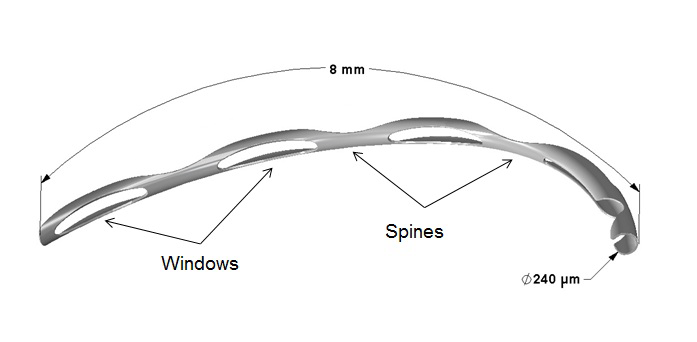 8 mm
Spines
Windows
∅240 µm